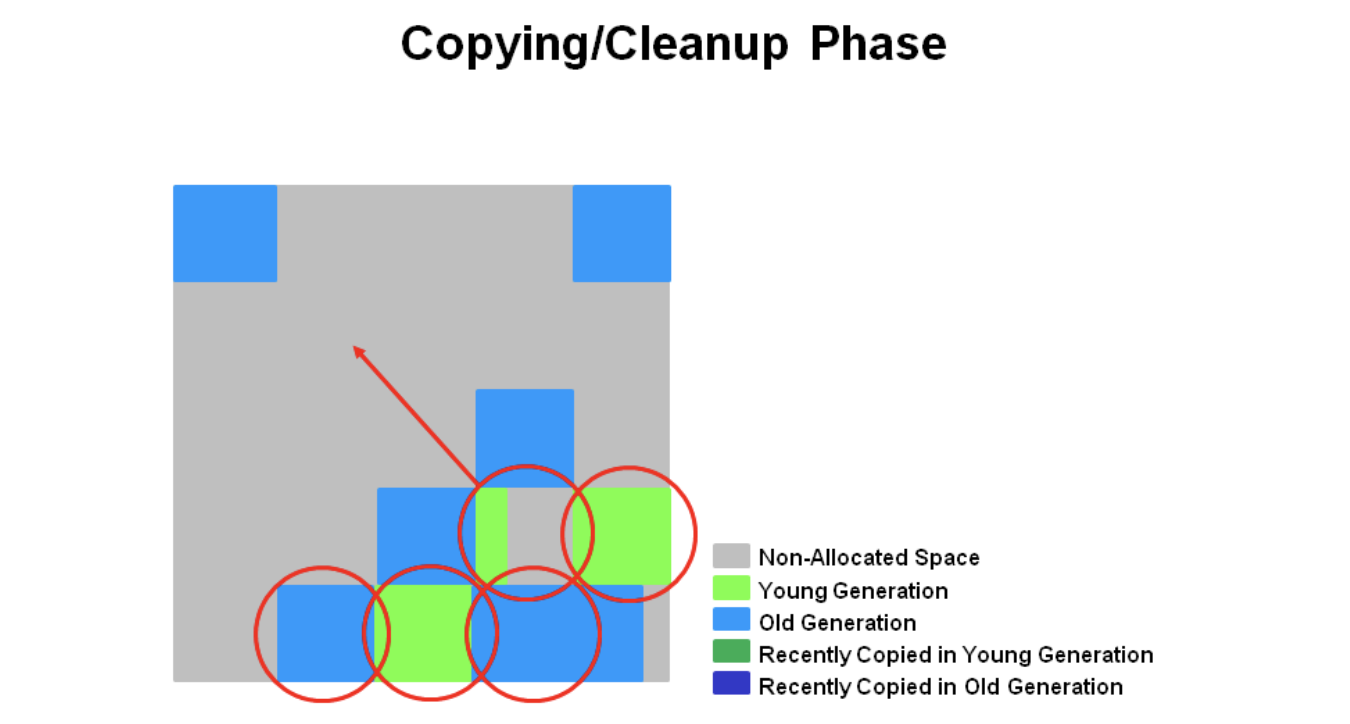 Copying/Cleanup Phase
Non-Allocated Space
Young Generation
Old Generation
Recently Copied in Young Generation
Recently Copied in Old Generation